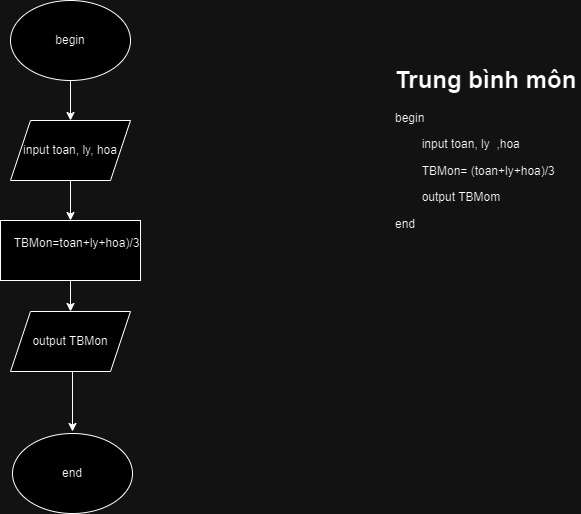 begin
input toan, ly, hoa
TBMon=toan+ly+hoa)/3
output TBMon
end
Trung bình môn
begin
input toan, ly ,hoa
TBMon= (toan+ly+hoa)/3
output TBMom
end